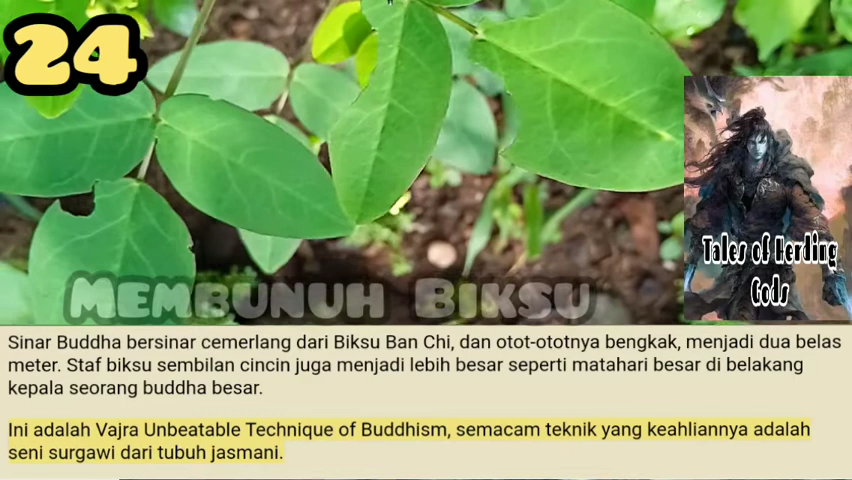 24
Tales of Herding
Gods
MEMBUNUH BIKSU
Sinar Buddha bersinar cemerlang dari Biksu Ban Chi, dan otot-ototnya bengkak, menjadi dua belas
meter. Staf biksu sembilan cincin juga menjadi lebih besar seperti matahari besar di belakang
kepala seorang buddha besar.
Ini adalah Vajra Unbeatable Technique of Buddhism, semacam teknik yang keahliannya adalah
seni surgawi dari tubuh jasmani.